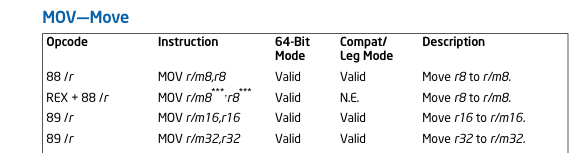 MOV—Move
Opcode Instruction 64-Bit Mode Compat/ Leg Mode Description
88 /r MOV r/m8,r8 Valid Valid Move r8 to r/m8.
REX + 88 /r MOV r/m8***,r8*** Valid N.E. Move r8 to r/m8.
89 /r MOV r/m16,r16 Valid Valid Move r16 to r/m16.
89 /r MOV r/m32,r32 Valid Valid Move r32 to r/m32.